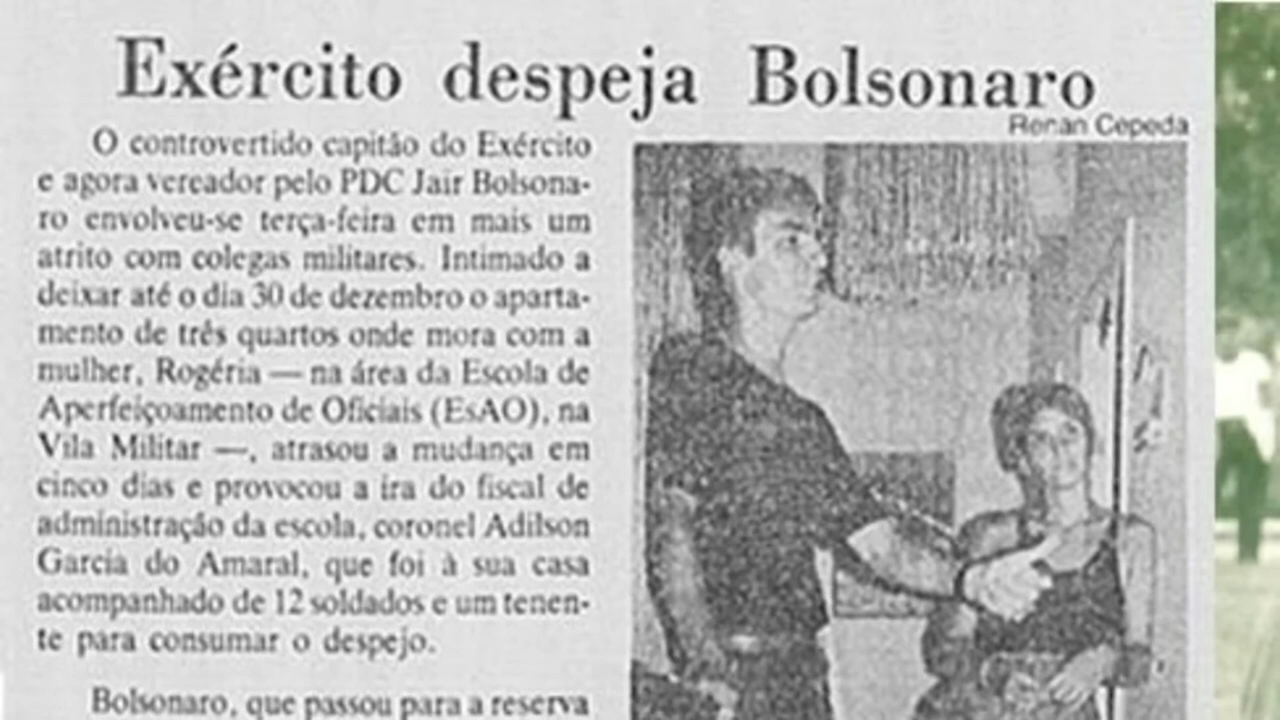 Exército despeja Bolsonaro
Renan Cepeda
O controvertido capitão do Exército
e agora vereador pelo PDC Jair Bolsona-
ro envolveu-se terça-feira em mais um
atrito com colegas militares. Intimado a
deixar até o dia 30 de dezembro o aparta-
mento de três quartos onde mora com a
mulher, Rogéria — na área da Escola de
Aperfeiçoamento de Oficiais (EsAO), na
Vila Militar —, atrasou a mudança em
cinco dias e provocou a ira do fiscal de
administração da escola, coronel Adilson
Garcia do Amaral, que foi à sua casa
acompanhado de 12 soldados e um tenen-
te para consumar o despejo.
Bolsonaro, que passou para a reserva